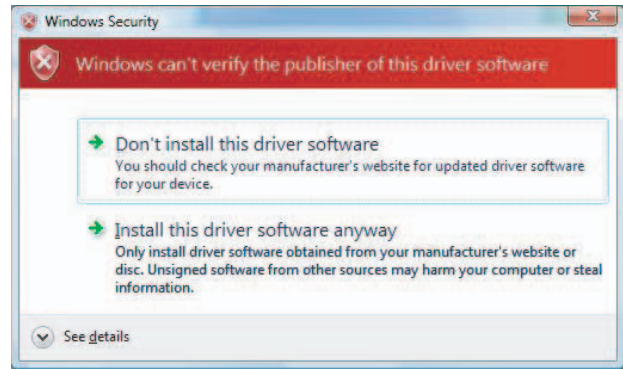 Windows Security
Windows can't verify the publisher of this driver software
Don't install this driver software
You should check your manufacturer's website for updated driver software
for your device.
Install this driver software anyway
Only install driver software obtained from your manufacturer's website or
disc. Unsigned software from other sources may harm your computer or steal
information.
See details